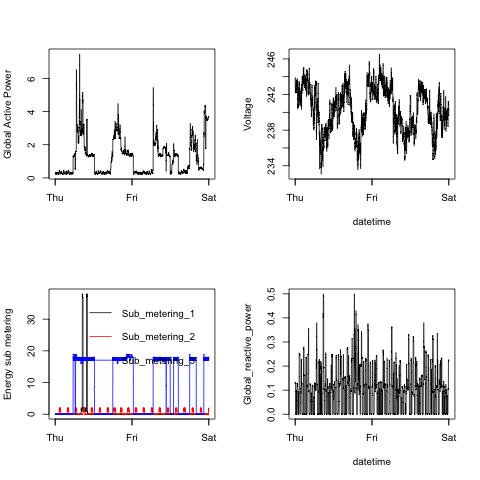 Global Active Power
0 2 4 6
Thu Fri Sat
Voltage
234 238 242 246
Thu Fri Sat
datetime
Energy sub metering
0 10 20 30
Sub_metering_1
Sub_metering_2
Sub_metering_3
Thu Fri Sat
Global_reactive_power
0.0 0.1 0.2 0.3 0.4 0.5
Thu Fri Sat
datetime